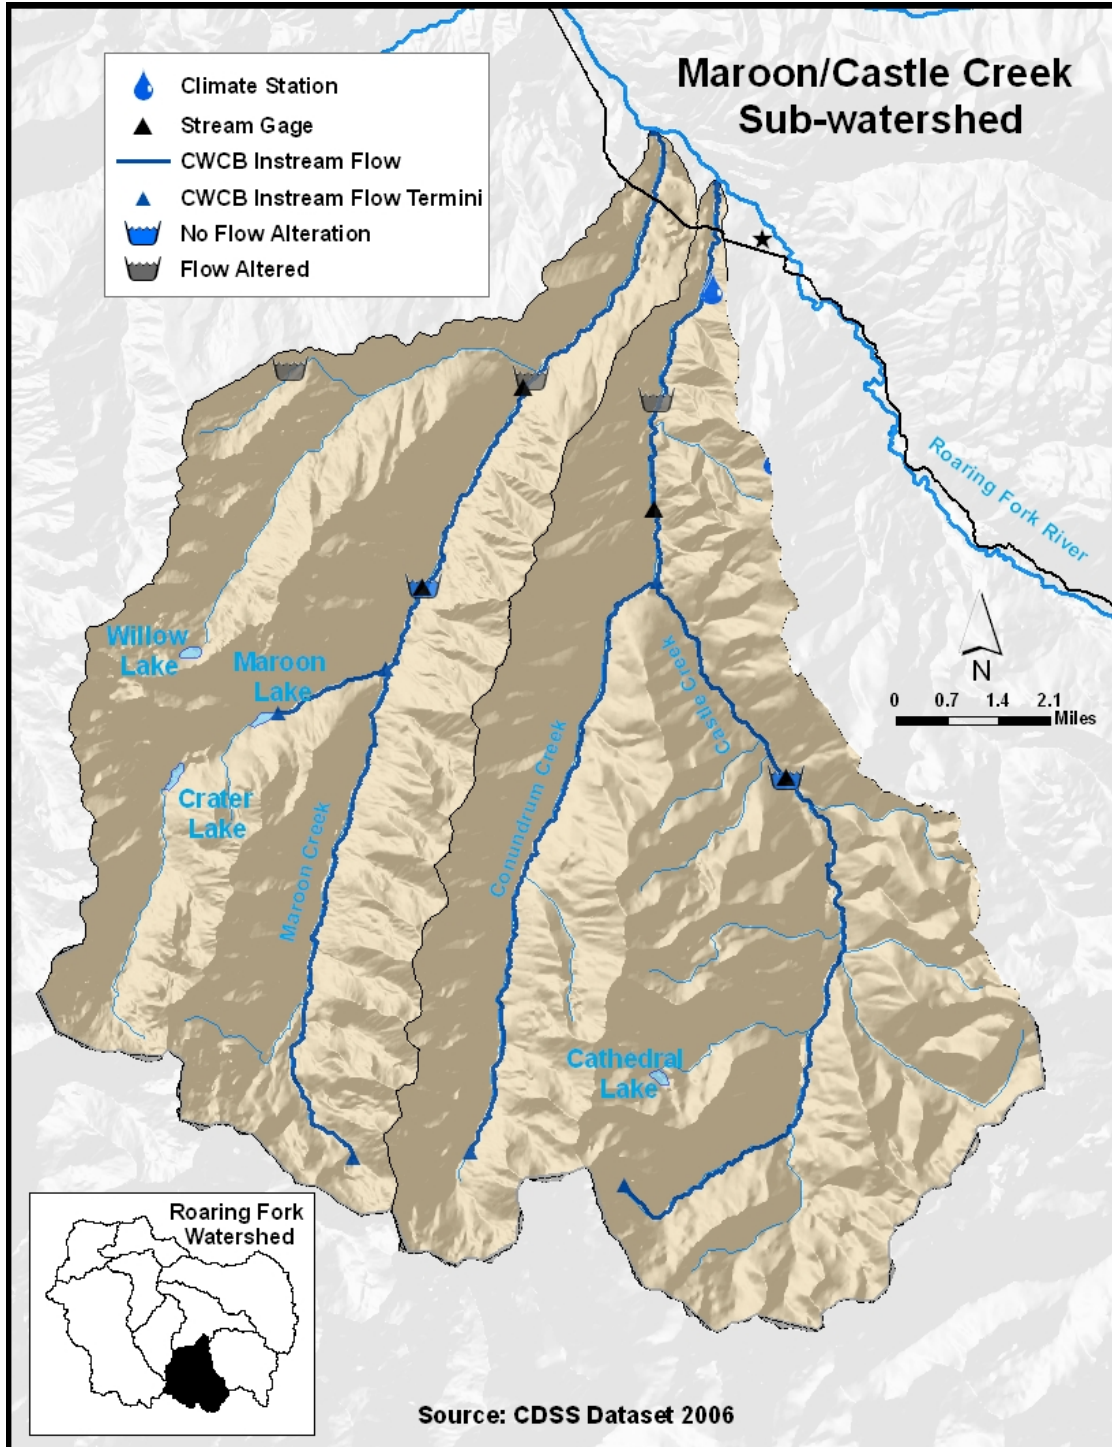 Maroon/Castle Creek
Sub-watershed
Climate Station
Stream Gage
CWCB Instream Flow
CWCB Instream Flow Termini
No Flow Alteration
Flow Altered
Roaring Fork River
Willow
Lake
Maroon
Lake
Crater
Lake
Maroon Creek
Conundrum Creek
Castle Creek
Cathedral
Lake
N
0 0.7 1.4 2.1
Miles
Roaring Fork
Watershed
Source: CDSS Dataset 2006